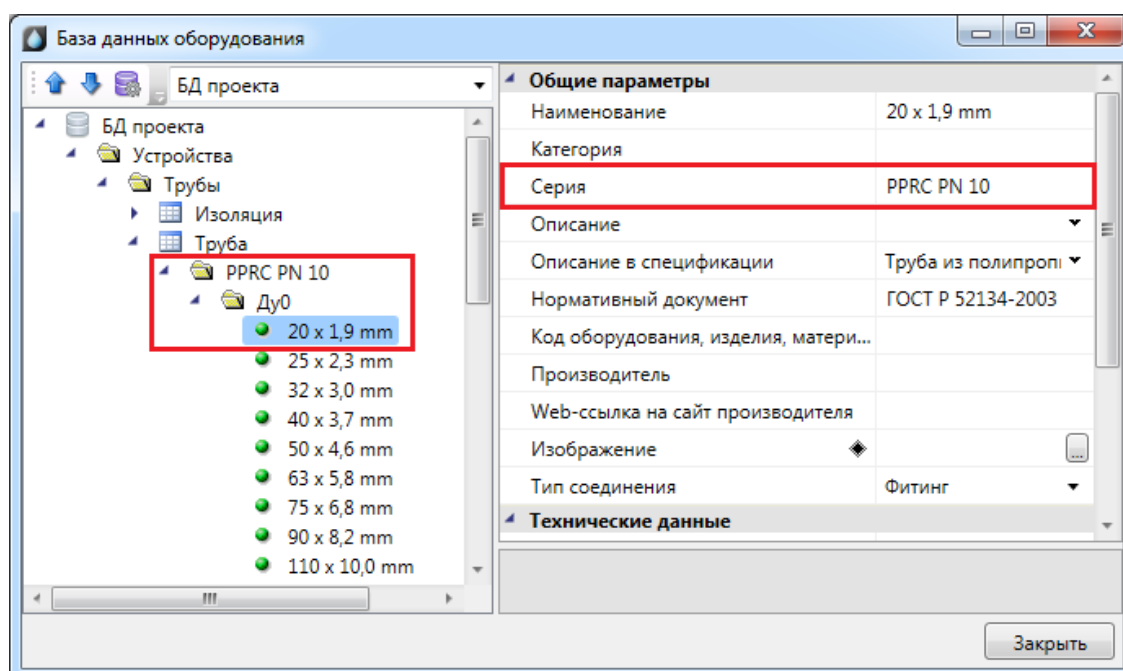 База данных оборудования
БД проекта
БД проекта
Устройства
Трубы
Изоляция
Труба
PPRC PN 10
Ду0
20 x 1,9 mm
25 x 2,3 mm
32 x 3,0 mm
40 x 3,7 mm
50 x 4,6 mm
63 x 5,8 mm
75 x 6,8 mm
90 x 8,2 mm
110 x 10,0 mm
Общие параметры
Наименование 20 x 1,9 mm
Категория
Серия PPRC PN 10
Описание
Описание в спецификации Труба из полипропи
Нормативный документ ГОСТ Р 52134-2003
Код оборудования, изделия, матери...
Производитель
Web-ссылка на сайт производителя
Изображение ...
Тип соединения Фитинг
Технические данные
Закрыть